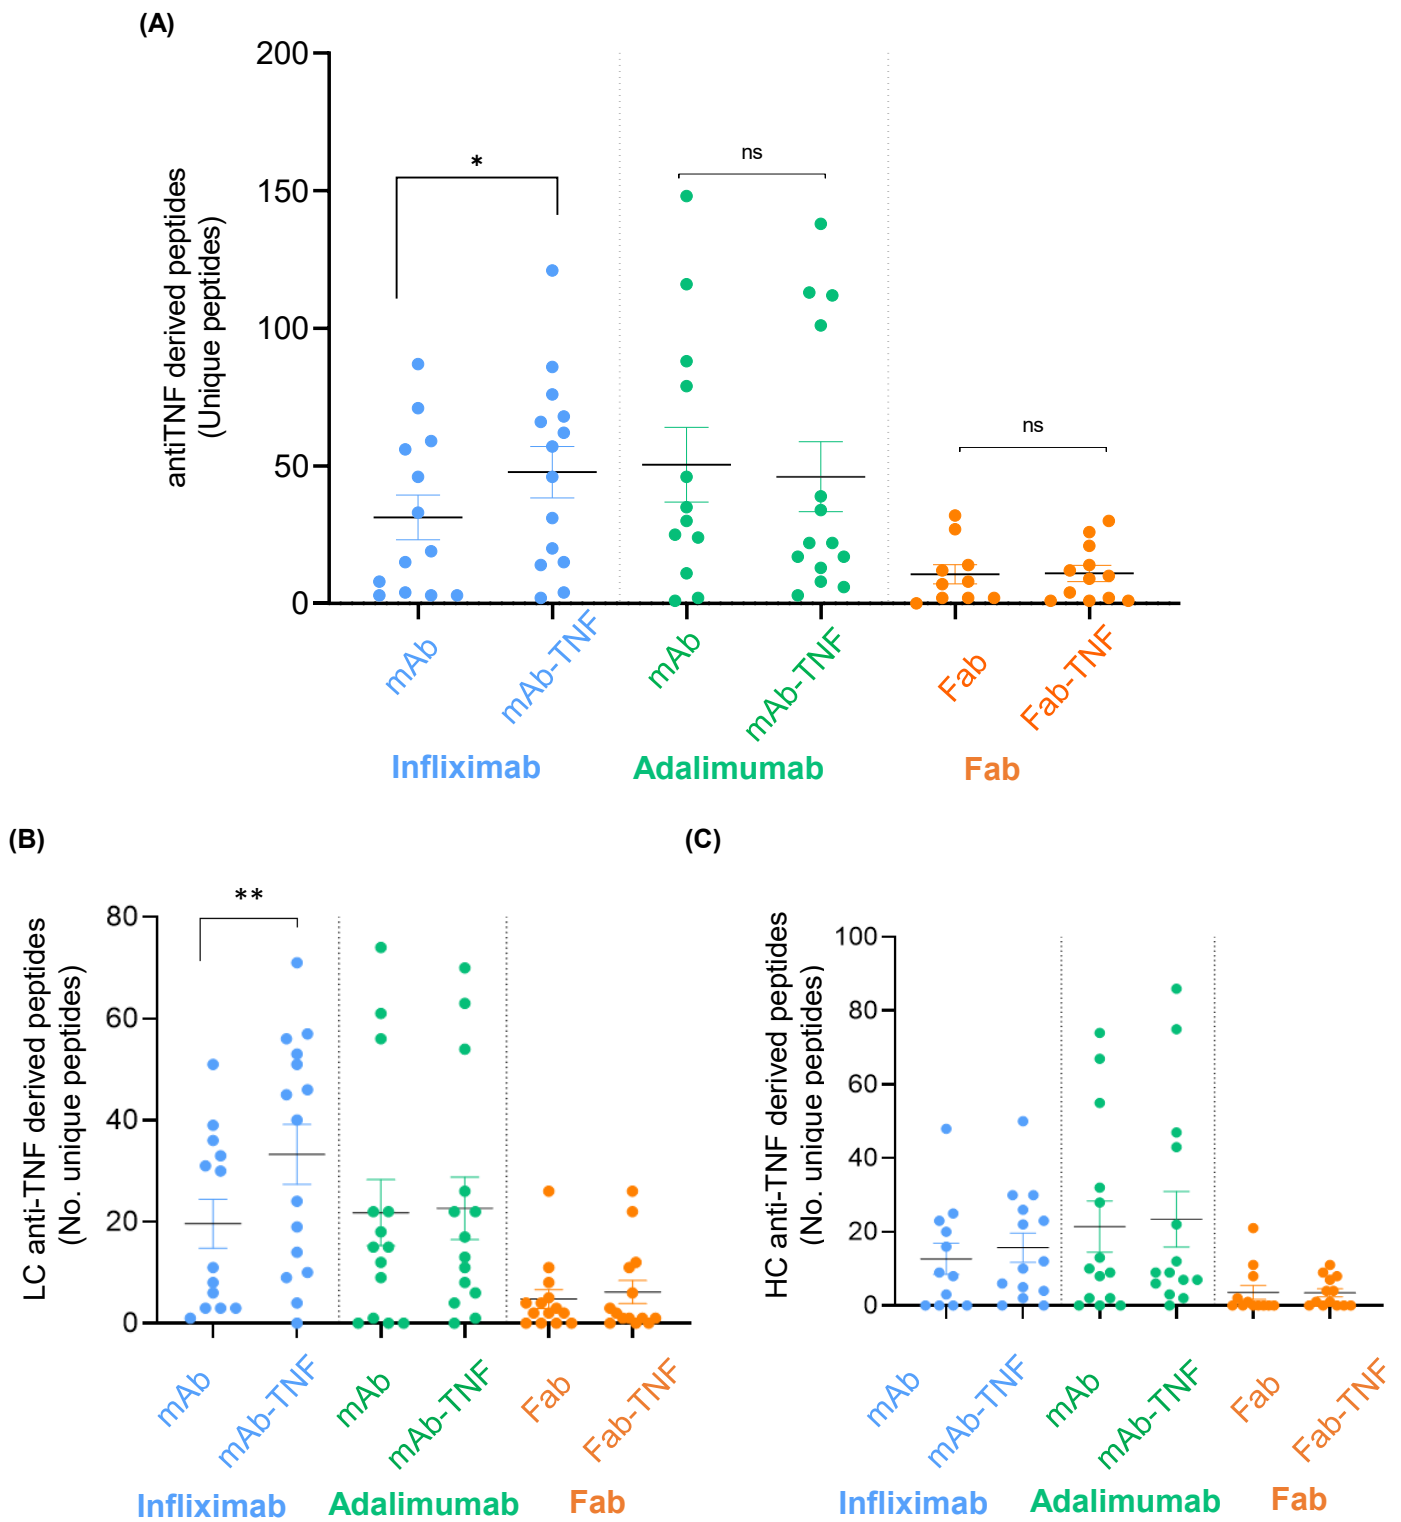 (A)
antiTNF derived peptides
(Unique peptides)
200
150
100
50
0
*
ns
ns
mAb
mAb-TNF
mAb
mAb-TNF
Fab
Fab-TNF
Infliximab
Adalimumab
Fab
(B)
LC anti-TNF derived peptides
(No. unique peptides)
80
60
40
20
0
**
mAb
mAb-TNF
mAb
mAb-TNF
Fab
Fab-TNF
Infliximab
Adalimumab
Fab
(C)
HC anti-TNF derived peptides
(No. unique peptides)
100
80
60
40
20
0
mAb
mAb-TNF
mAb
mAb-TNF
Fab
Fab-TNF
Infliximab
Adalimumab
Fab